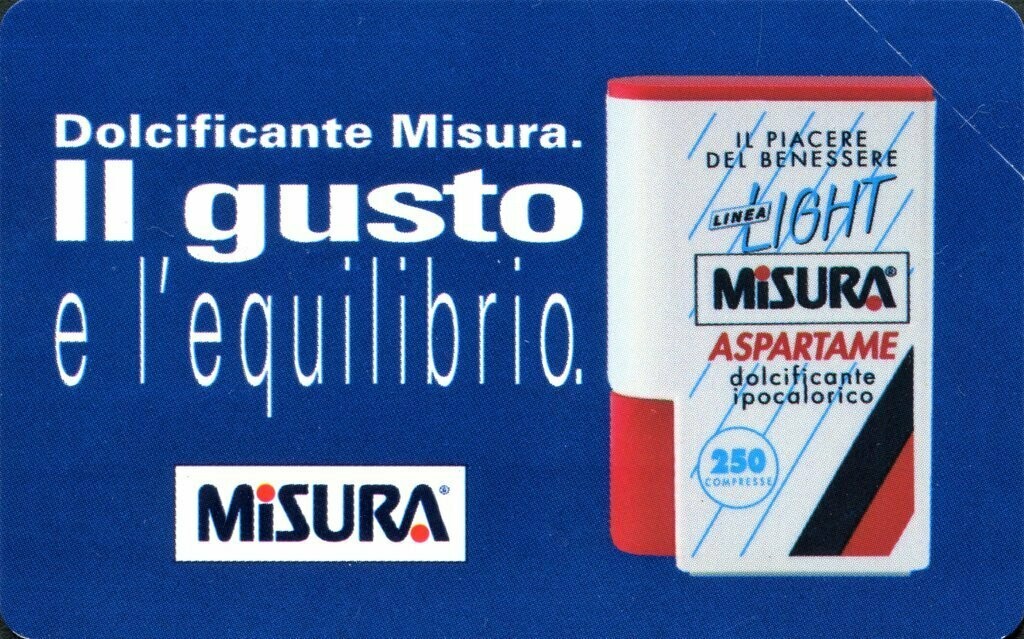 Dolcificante Misura.
Il gusto
e l'equilibrio.
MiSURA®
IL PIACERE
DEL BENESSERE
LINEA LIGHT
MiSURA®
ASPARTAME
dolcificante
ipocalorico
250
COMPRESSE